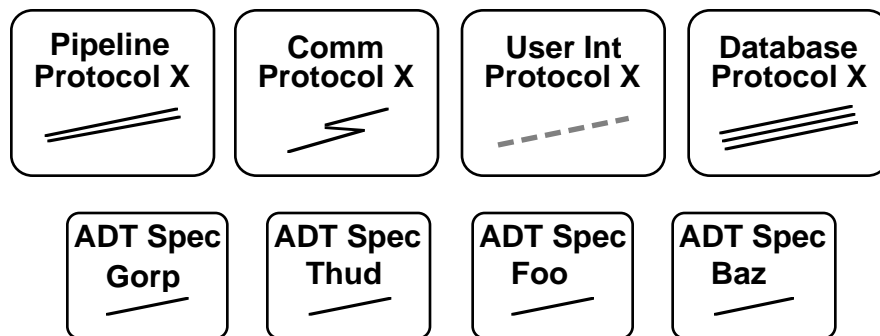 Pipeline
Protocol X
Comm
Protocol X
User Int
Protocol X
Database
Protocol X
ADT Spec
Gorp
ADT Spec
Thud
ADT Spec
Foo
ADT Spec
Baz